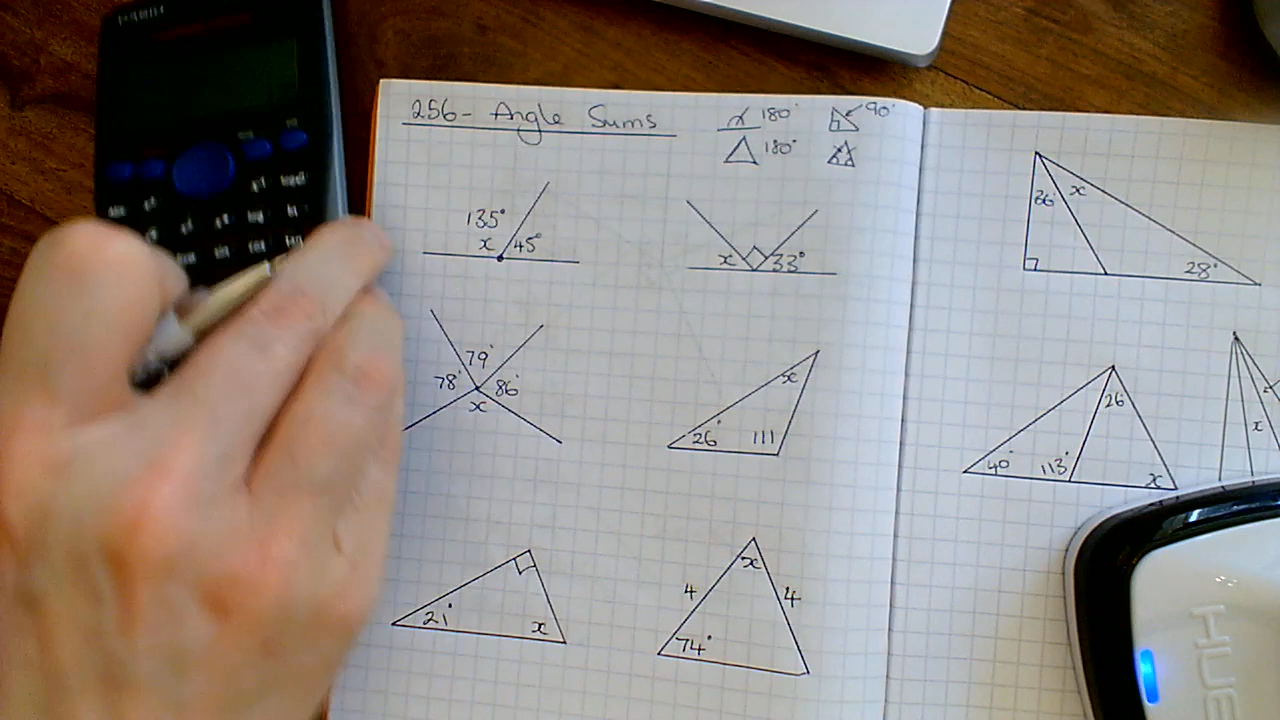 256 - Angle Sums
180° 90°
180°
135°
x 45°
x 33°
36° x
28°
79°
78° 86°
x
x
26° 111
26
40° 113° x
x
21° x
x
4 4
74°
HUE